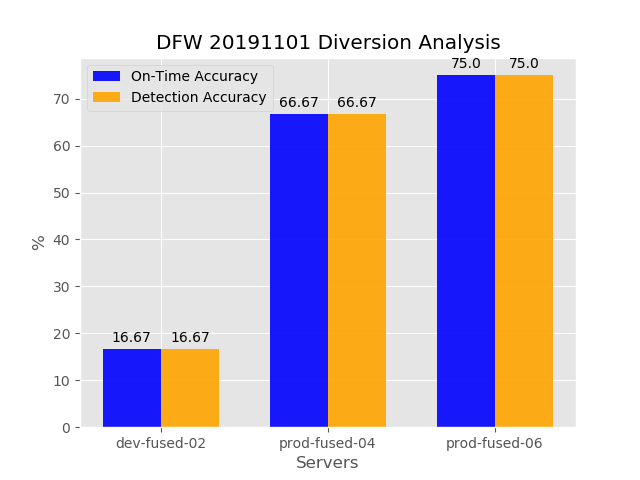 DFW 20191101 Diversion Analysis
On-Time Accuracy
Detection Accuracy
%
70
60
50
40
30
20
10
0
16.67 16.67
66.67 66.67
75.0 75.0
dev-fused-02 prod-fused-04 prod-fused-06
Servers